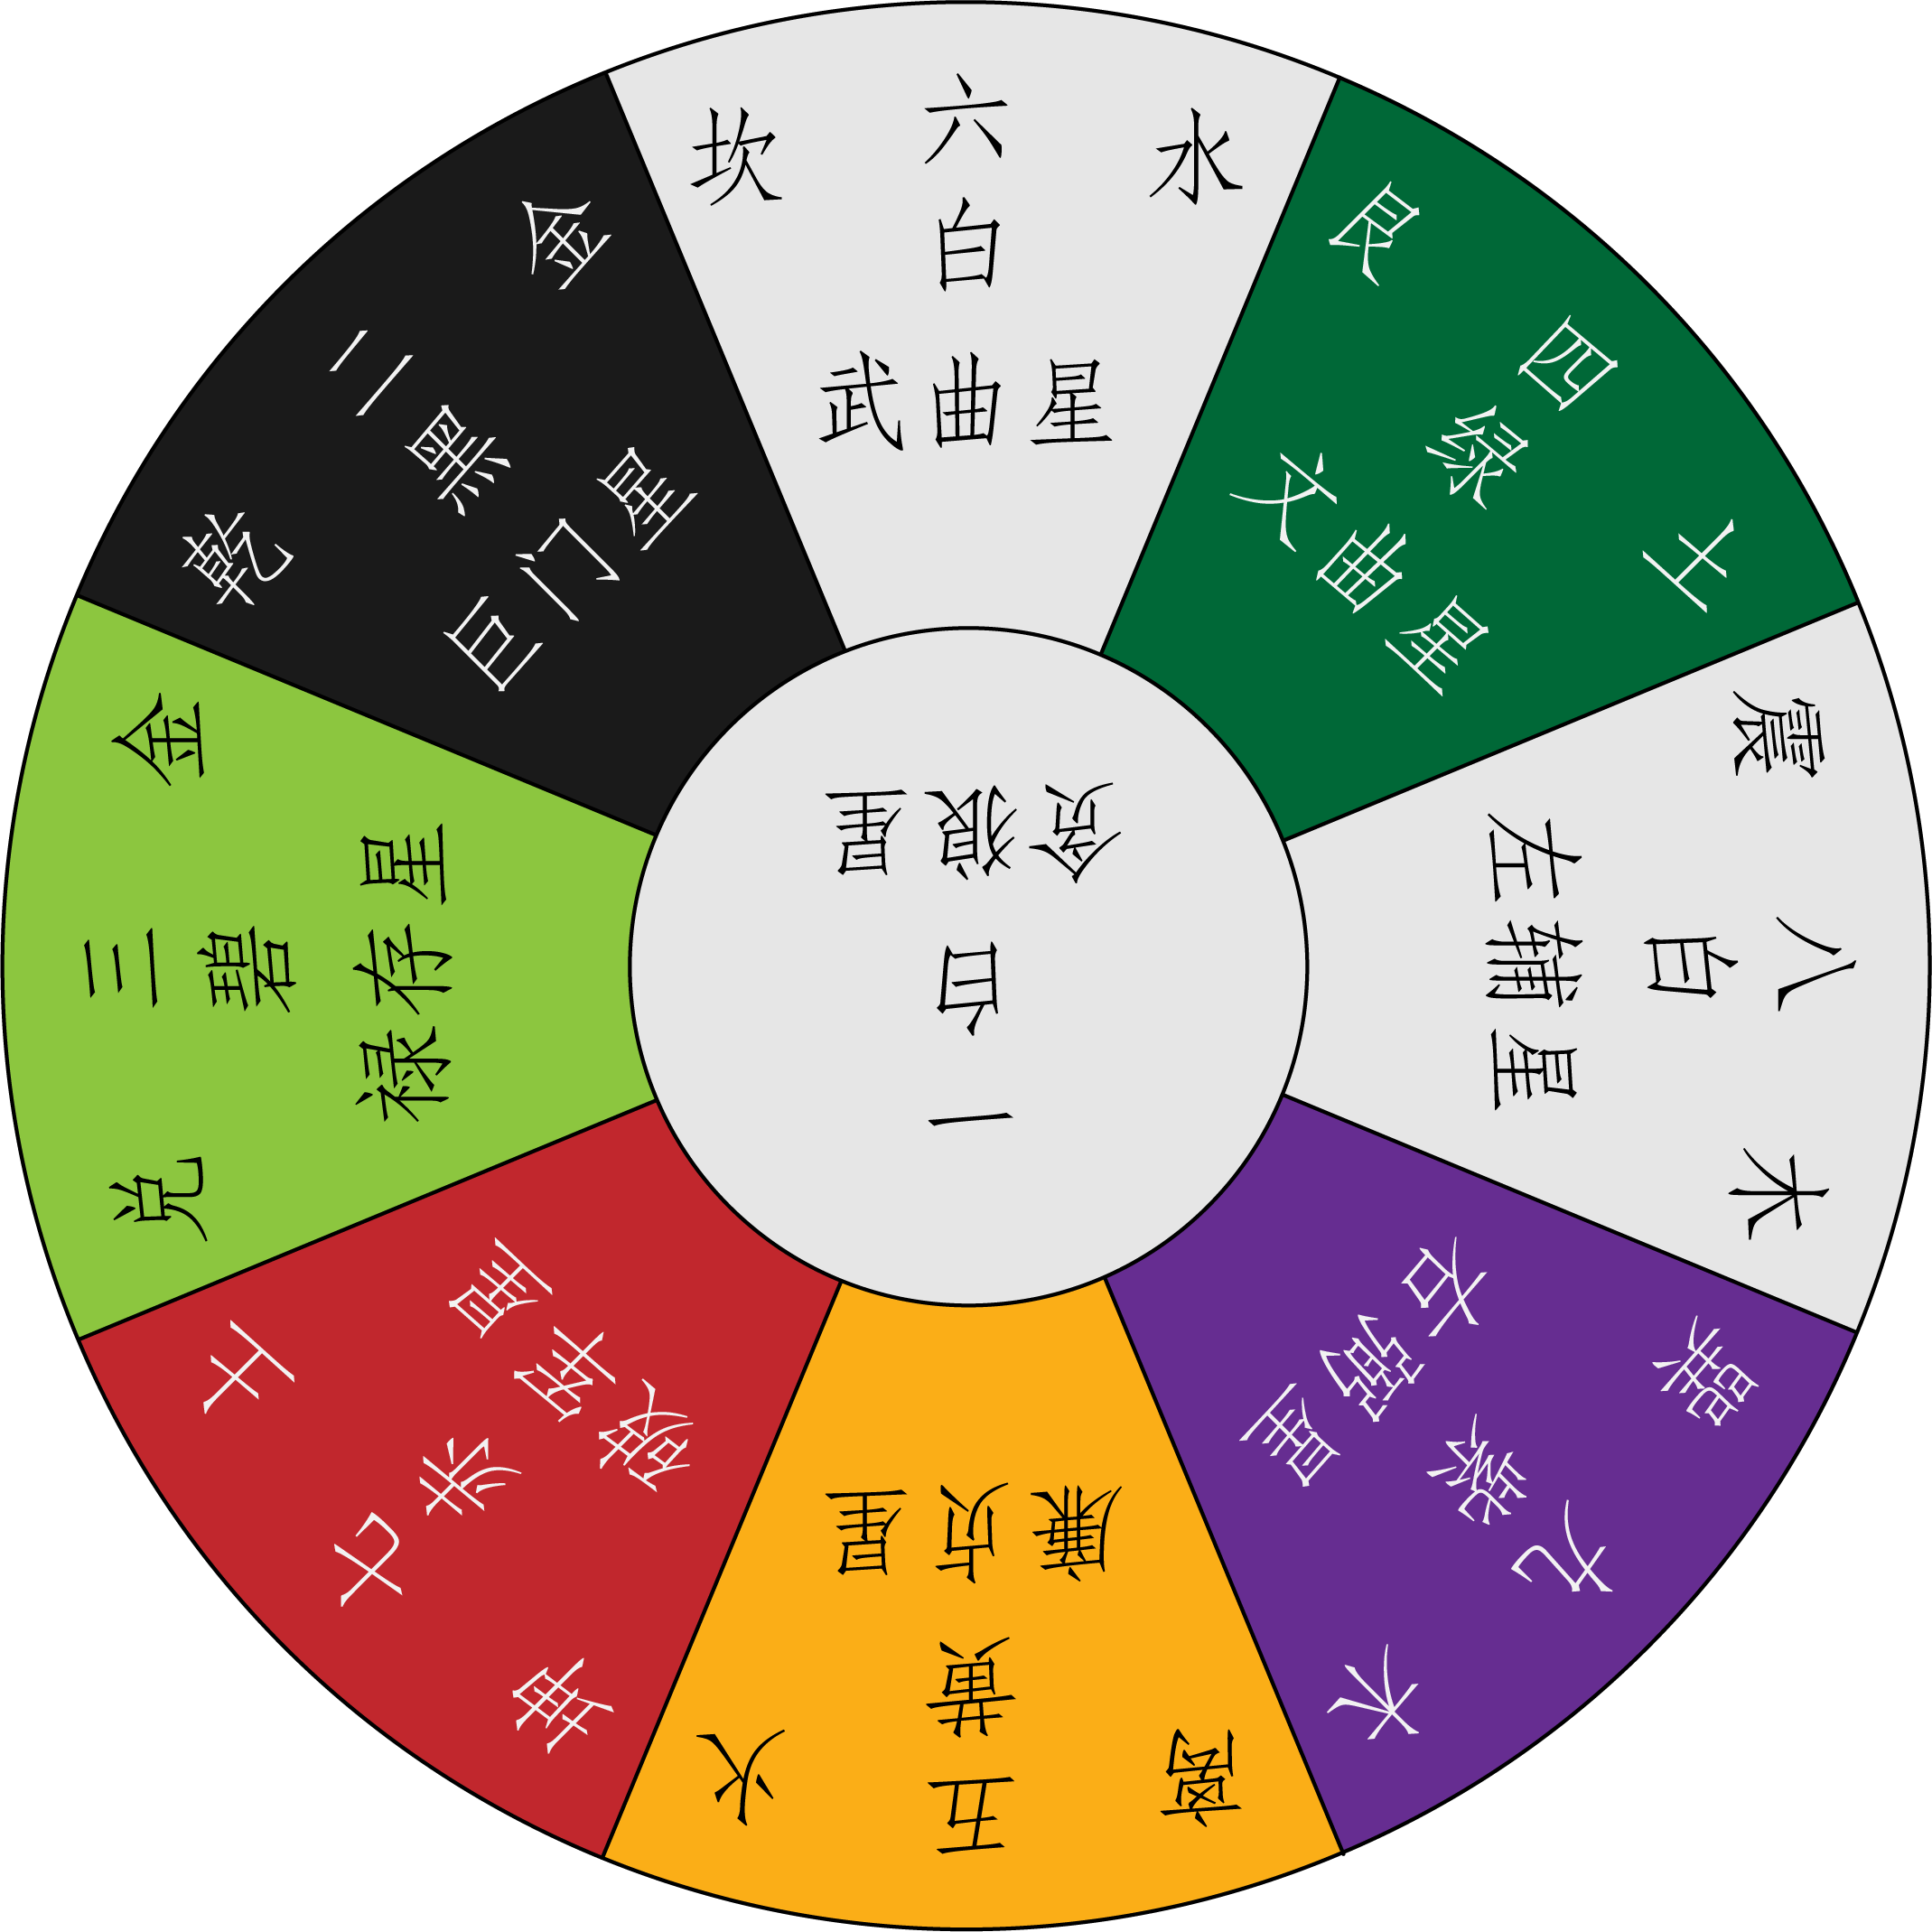 坎 六 水
白
武曲星
艮 四 土
绿
文曲星
震 八 木
白
左辅星
巽 九 木
紫
右弼星
离 五 火
黄
廉贞星
坤 七 土
赤
破军星
兑 三 金
碧
禄存星
乾 二 金
黑
巨门星
一
白
贪狼星